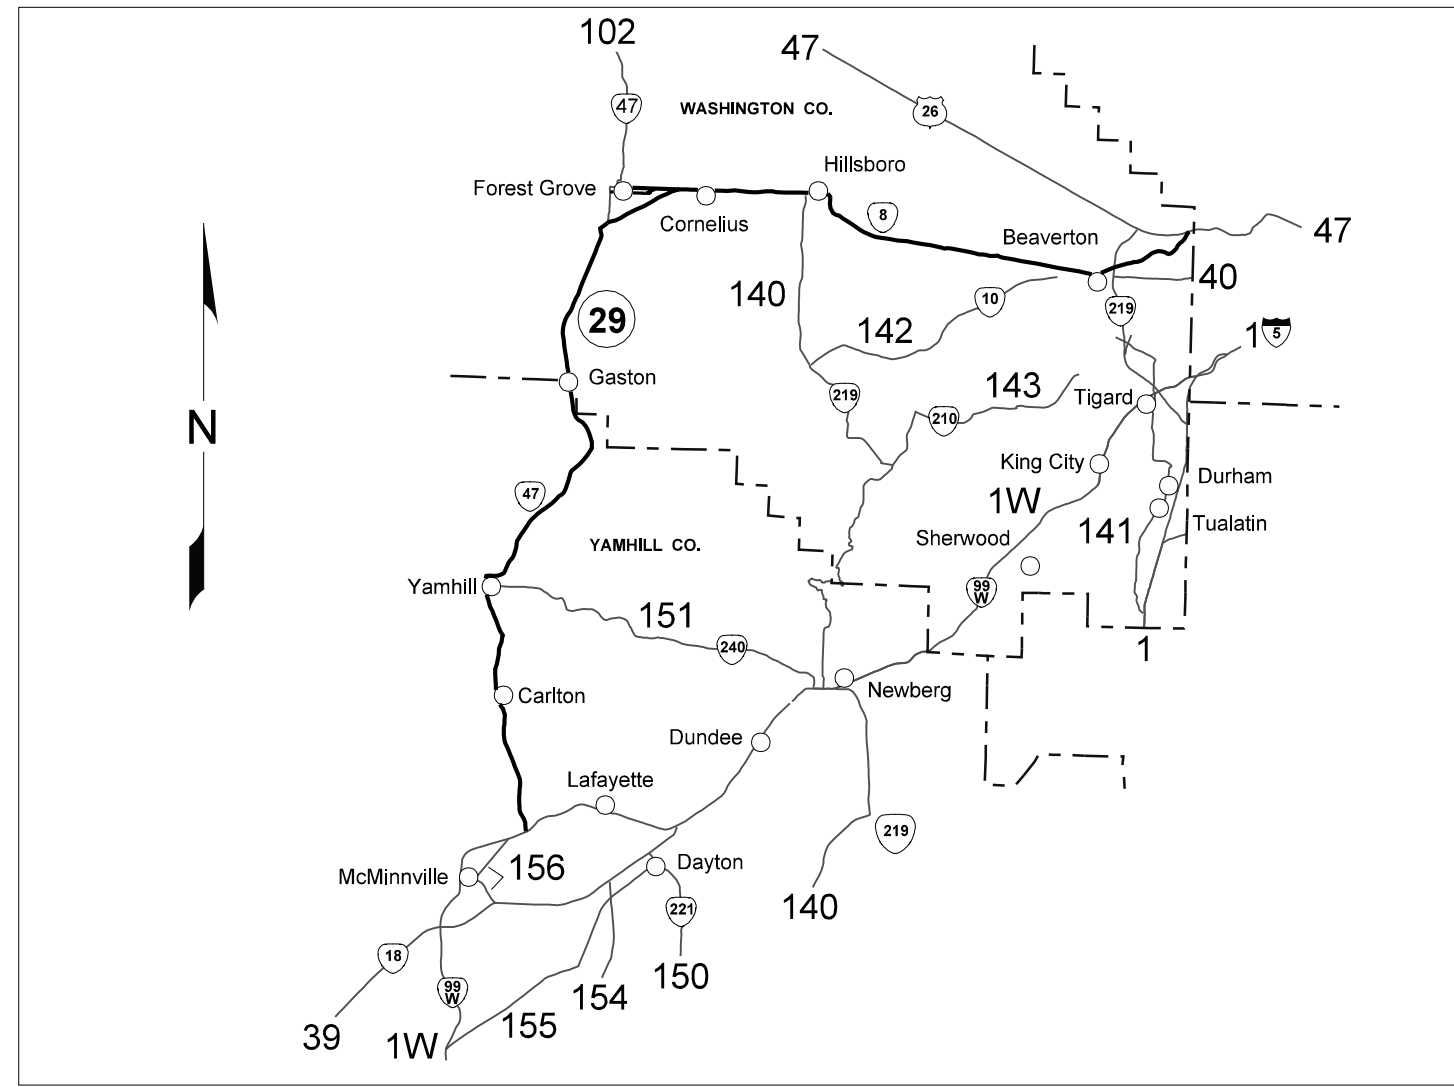 102
47
47
WASHINGTON CO.
26
Hillsboro
Forest Grove
8
Cornelius
Beaverton
47
40
140
10
219
29
142
1
5
Gaston
143
Tigard
219
210
N
King City
47
1W
Durham
141
Tualatin
Sherwood
YAMHILL CO.
Yamhill
99
W
151
240
1
Carlton
Newberg
Dundee
Lafayette
219
156
Dayton
McMinnville
221
140
18
150
99
W
154
155
39
1W